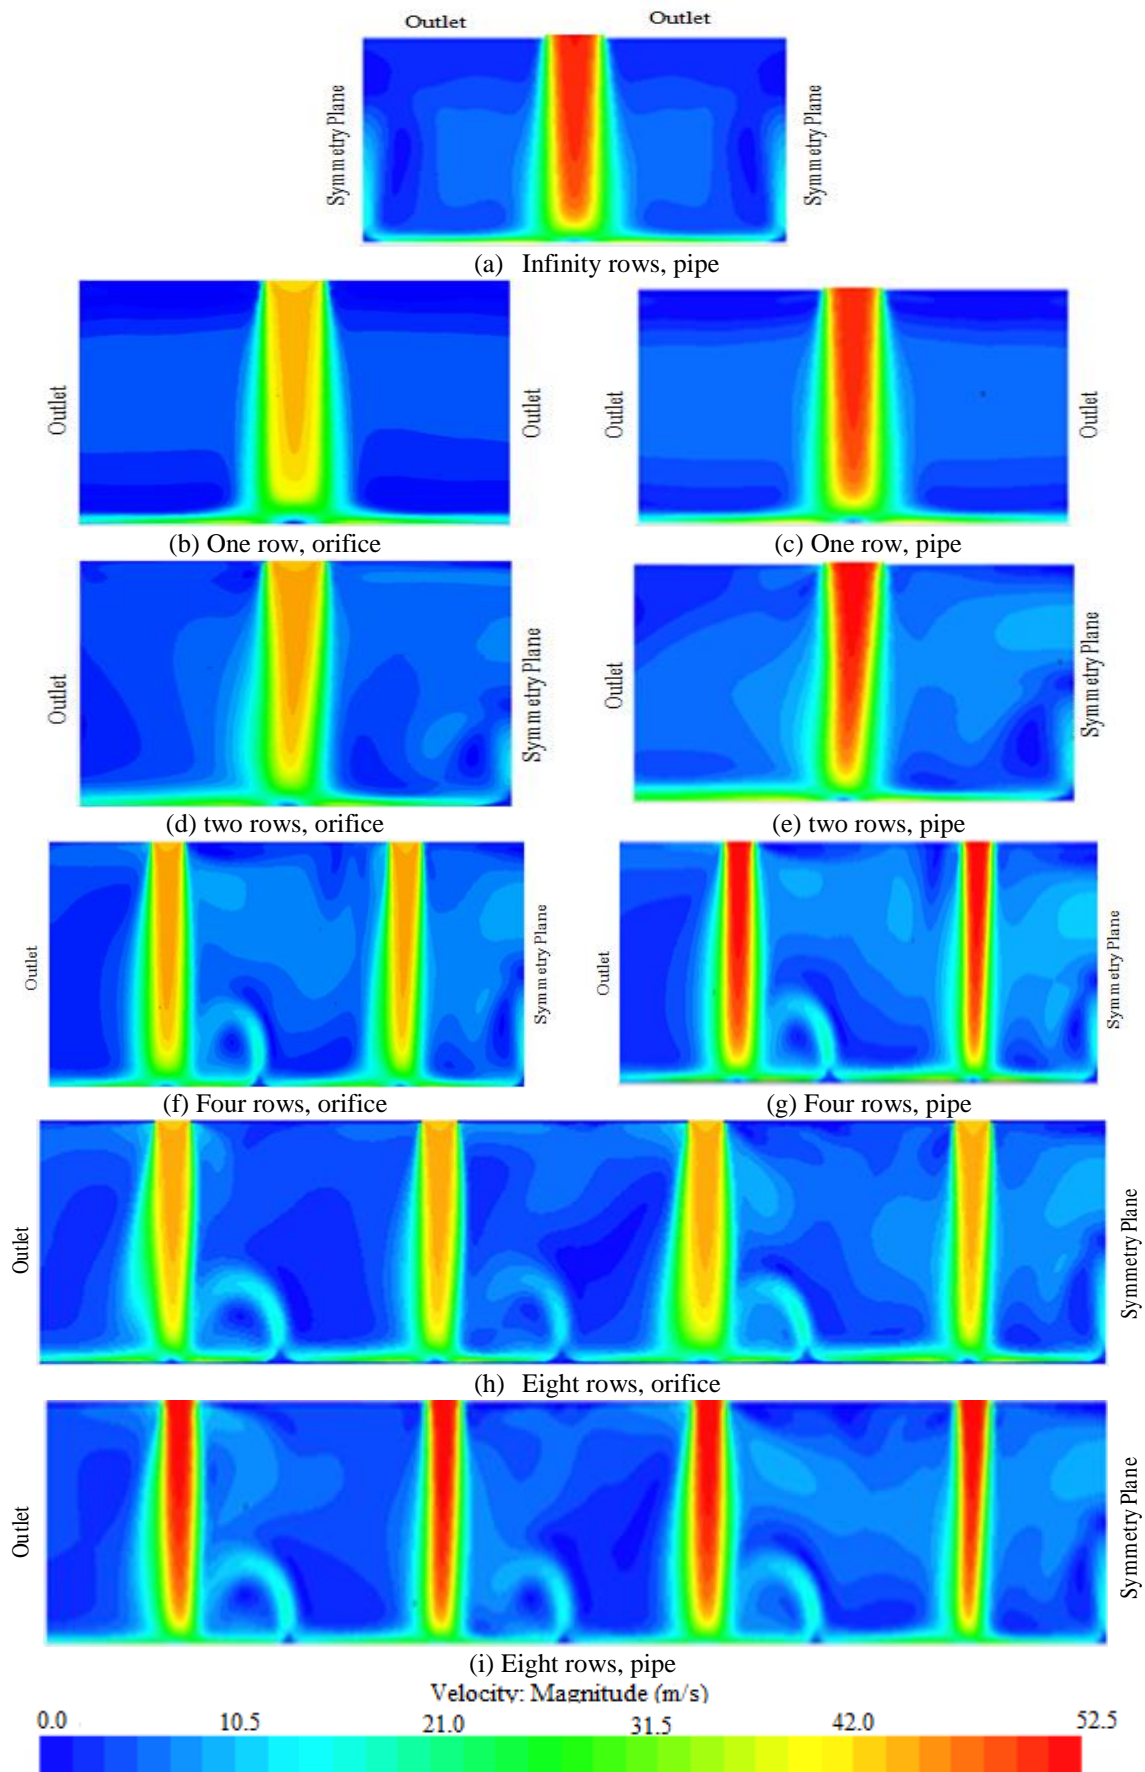 Outlet Outlet
Symmetry Plane
Symmetry Plane
(a) Infinity rows, pipe
Outlet
Outlet
Outlet
Outlet
(b) One row, orifice
(c) One row, pipe
Outlet
Symmetry Plane
Outlet
Symmetry Plane
(d) two rows, orifice
(e) two rows, pipe
Outlet
Symmetry Plane
Outlet
Symmetry Plane
(f) Four rows, orifice
(g) Four rows, pipe
Outlet
Symmetry Plane
(h) Eight rows, orifice
Outlet
Symmetry Plane
(i) Eight rows, pipe
Velocity: Magnitude (m/s)
0.0 10.5 21.0 31.5 42.0 52.5